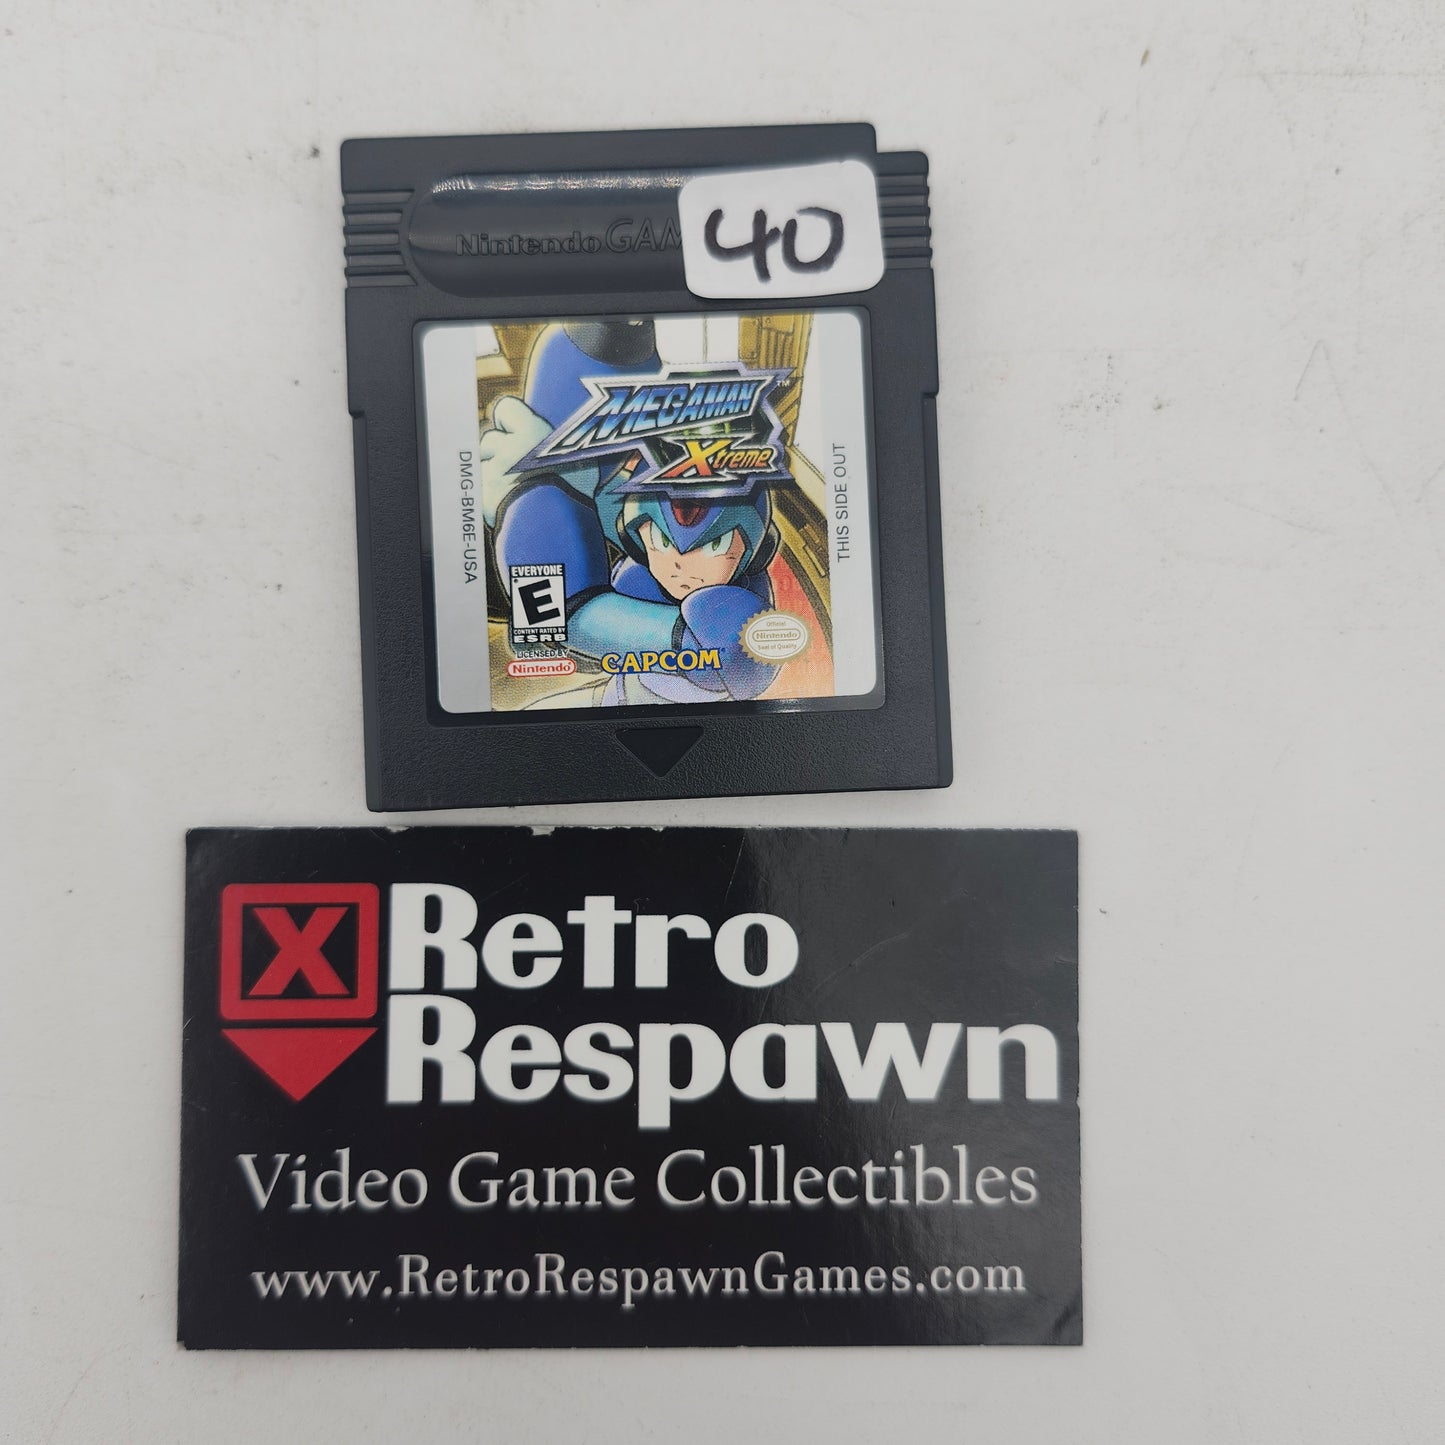 Nintendo GAM
40
MEGAMAN™
Xtreme
DMG-BM6E-USA
THIS SIDE OUT
EVERYONE
E
CONTENT RATED BY
ESRB
LICENSED BY
Nintendo
CAPCOM
Official
Nintendo
Seal of Quality
X
Retro
Respawn
Video Game Collectibles
www.RetroRespawnGames.com